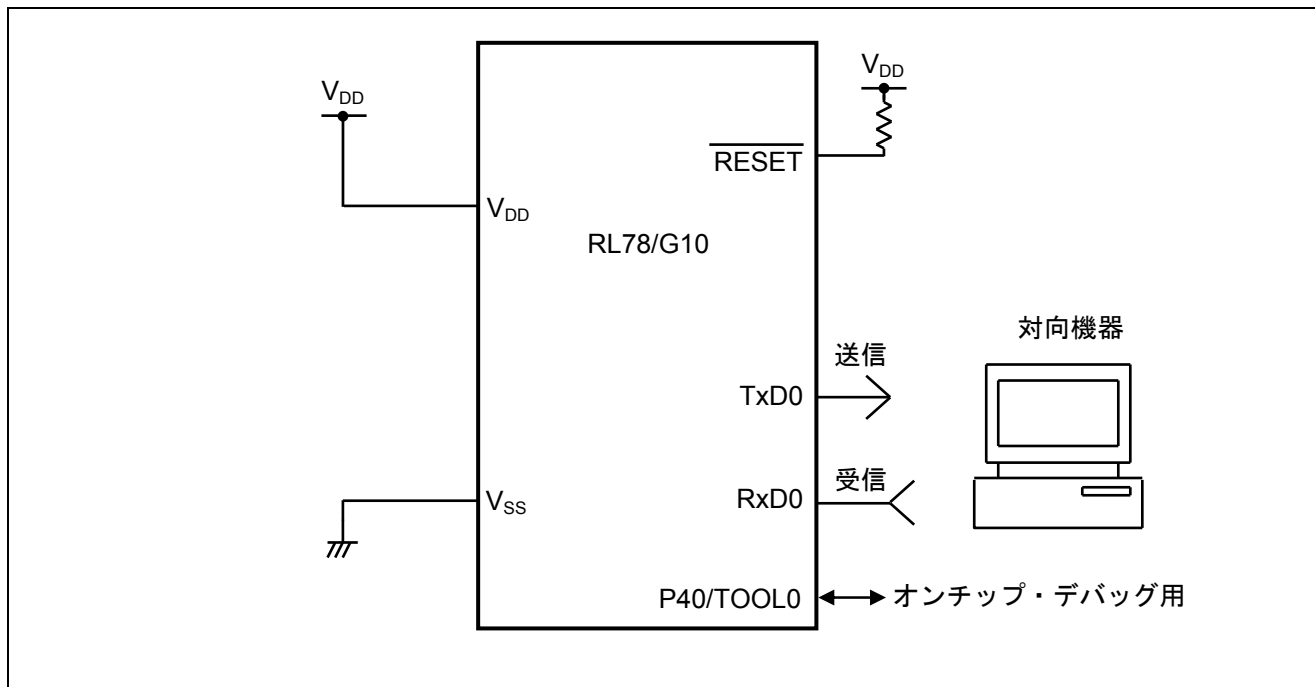 VDD
VDD
RESET
VDD
RL78/G10
対向機器
送信
TxD0
受信
RxD0
VSS
P40/TOOL0
オンチップ・デバッグ用